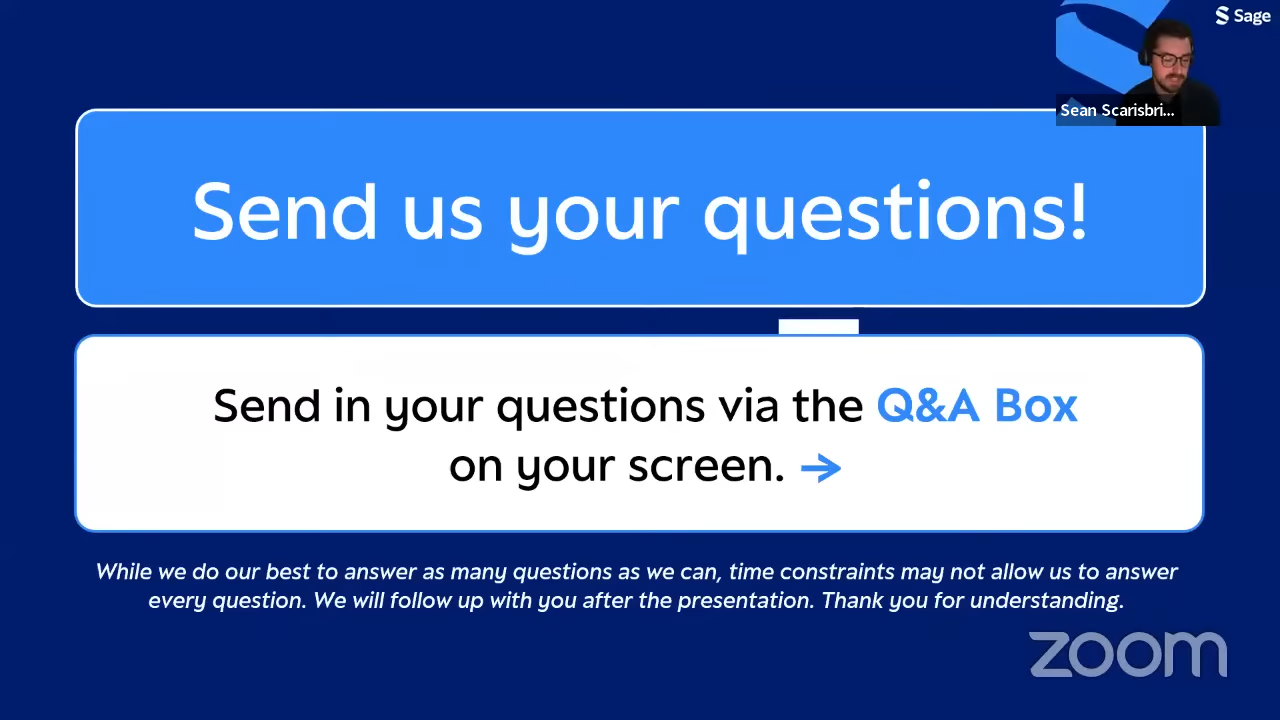 Sage
Sean Scarisbri...
Send us your questions!
Send in your questions via the Q&A Box
on your screen. →
While we do our best to answer as many questions as we can, time constraints may not allow us to answer
every question. We will follow up with you after the presentation. Thank you for understanding.
zoom